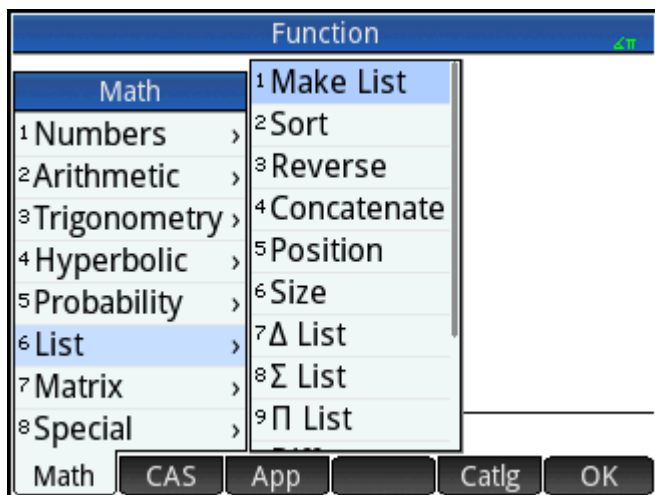 Function
∡π
Math
1 Numbers ›
2 Arithmetic ›
3 Trigonometry ›
4 Hyperbolic ›
5 Probability ›
6 List ›
7 Matrix ›
8 Special ›
1 Make List
2 Sort
3 Reverse
4 Concatenate
5 Position
6 Size
7 Δ List
8 Σ List
9 Π List
Math CAS App Catlg OK